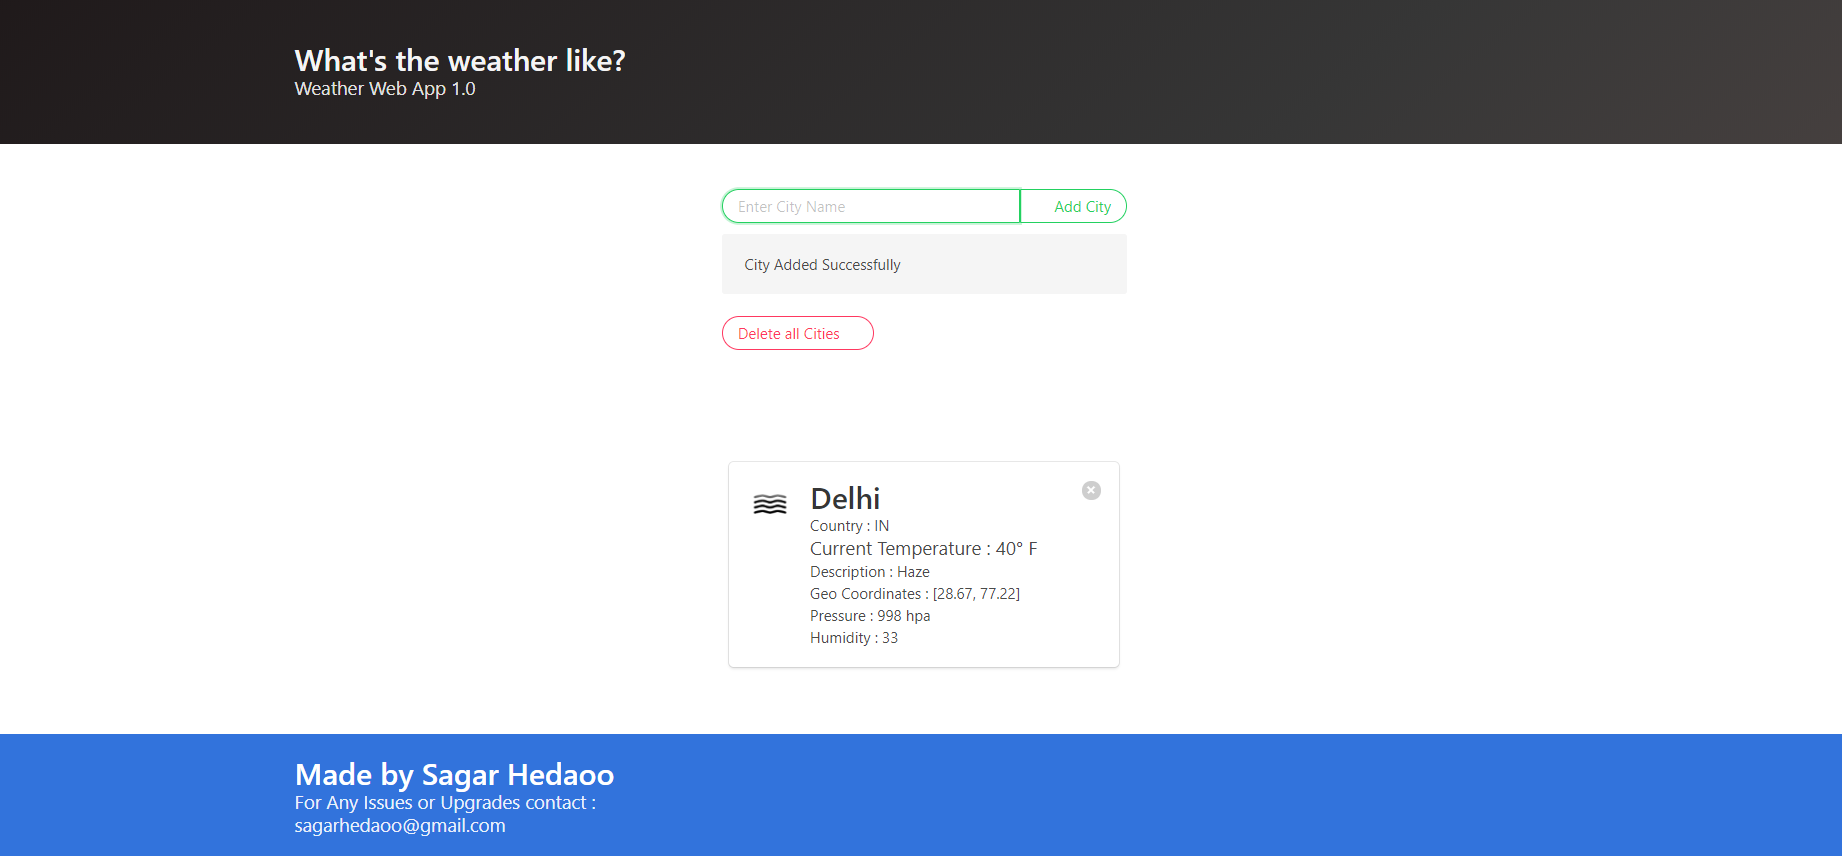 What's the weather like?
Weather Web App 1.0
Enter City Name
Add City
City Added Successfully
Delete all Cities
Delhi
Country : IN
Current Temperature : 40° F
Description : Haze
Geo Coordinates : [28.67, 77.22]
Pressure : 998 hpa
Humidity : 33
Made by Sagar Hedaoo
For Any Issues or Upgrades contact :
sagarhedaoo@gmail.com